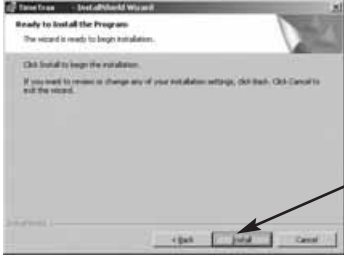 TimeTrax - InstallShield Wizard
Ready to Install the Program
The wizard is ready to begin installation.
Click Install to begin the installation.
If you want to review or change any of your installation settings, click Back. Click Cancel to
exit the wizard.
InstallShield
< Back Install Cancel